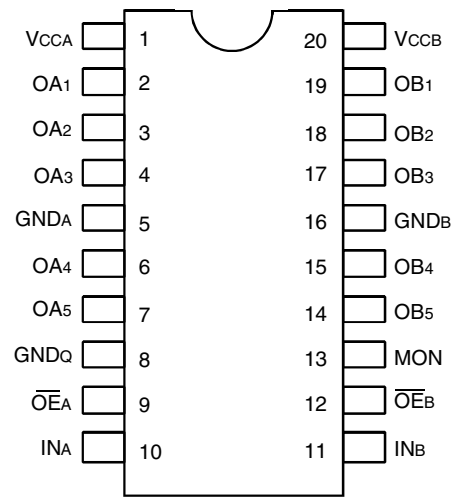 VCCA 1 20 VCCB
OA1 2 19 OB1
OA2 3 18 OB2
OA3 4 17 OB3
GNDA 5 16 GNDB
OA4 6 15 OB4
OA5 7 14 OB5
GNDQ 8 13 MON
O̅E̅A 9 12 O̅E̅B
INA 10 11 INB